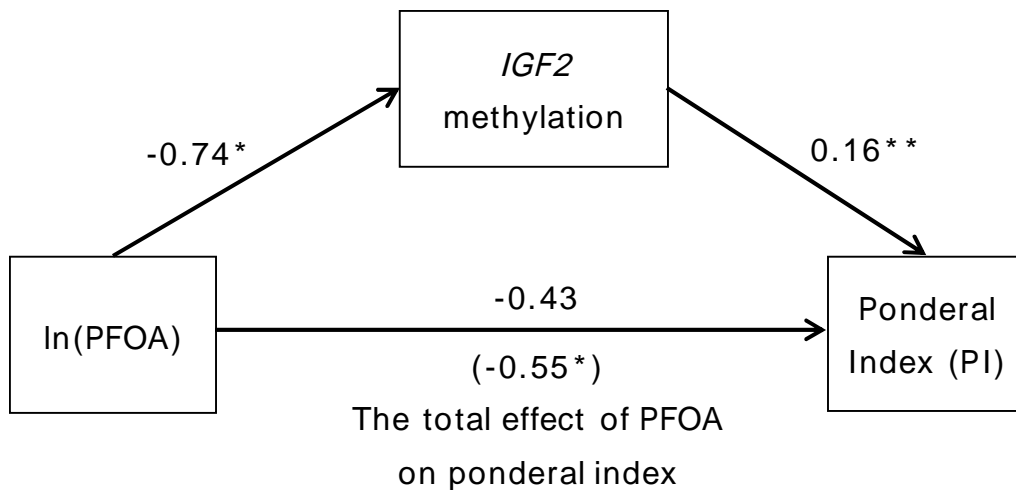 IGF2
methylation
-0.74*
0.16**
ln(PFOA)
-0.43
(-0.55*)
The total effect of PFOA
on ponderal index
Ponderal
Index (PI)